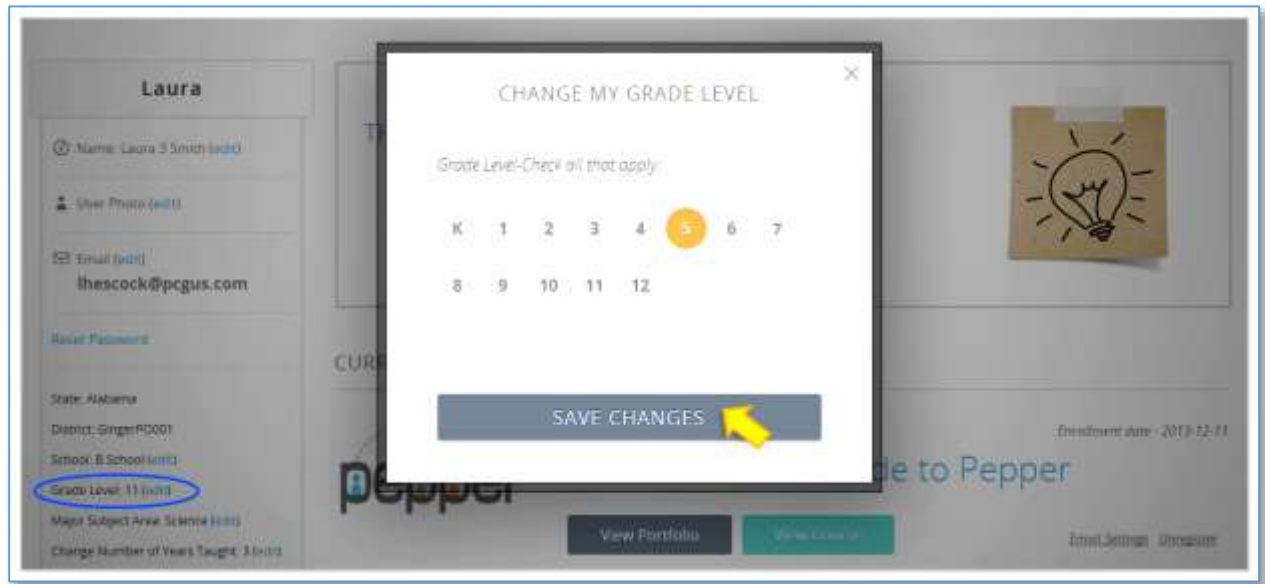 Laura
Name: Laura 3 Smith (edit)
User Photo (edit)
Email (edit)
lhescock@pcgus.com
Reset Password
State: Alabama
District: GingerPO001
School: B School (edit)
Grade Level: 11 (edit)
Major Subject Area: Science (edit)
Change Number of Years Taught: 3 (edit)
CHANGE MY GRADE LEVEL
Grade Level-Check all that apply:
K 1 2 3 4 5 6 7
8 9 10 11 12
SAVE CHANGES
Enrollment date - 2013-12-11
pepper
to Pepper
View Portfolio
Email Settings Unregister